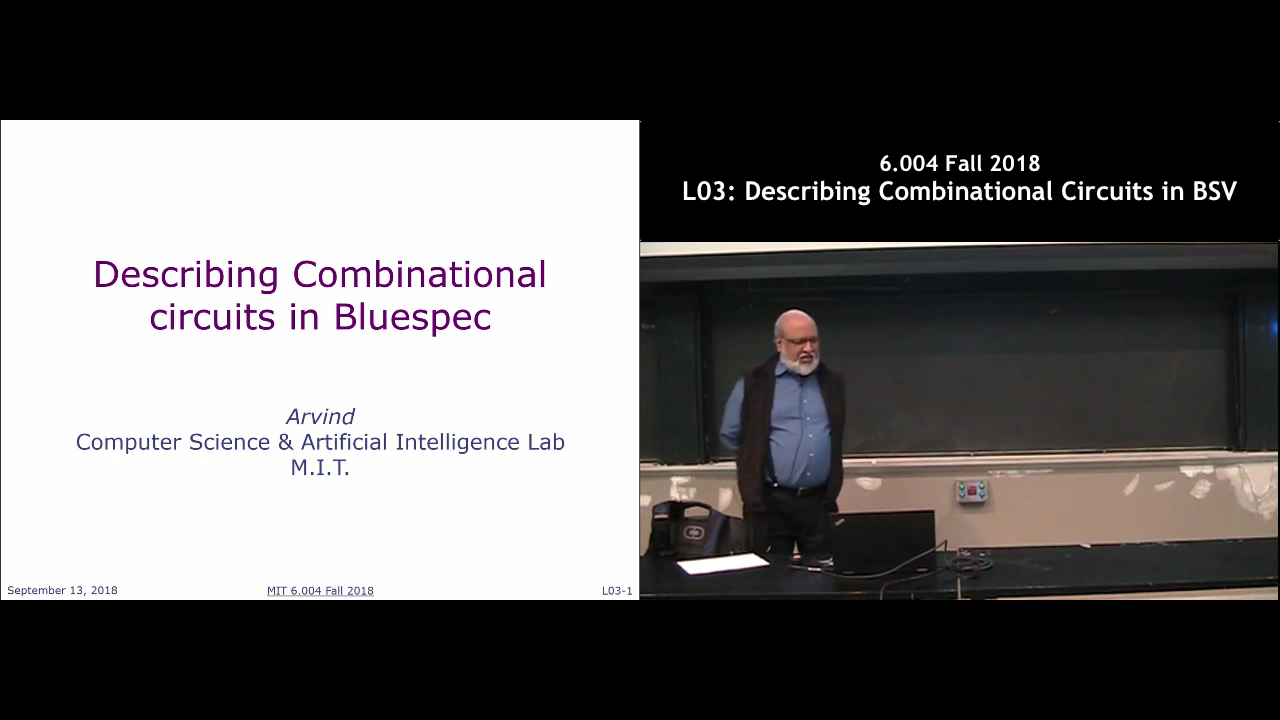 Describing Combinational
circuits in Bluespec
Arvind
Computer Science & Artificial Intelligence Lab
M.I.T.
September 13, 2018
MIT 6.004 Fall 2018
L03-1
6.004 Fall 2018
L03: Describing Combinational Circuits in BSV